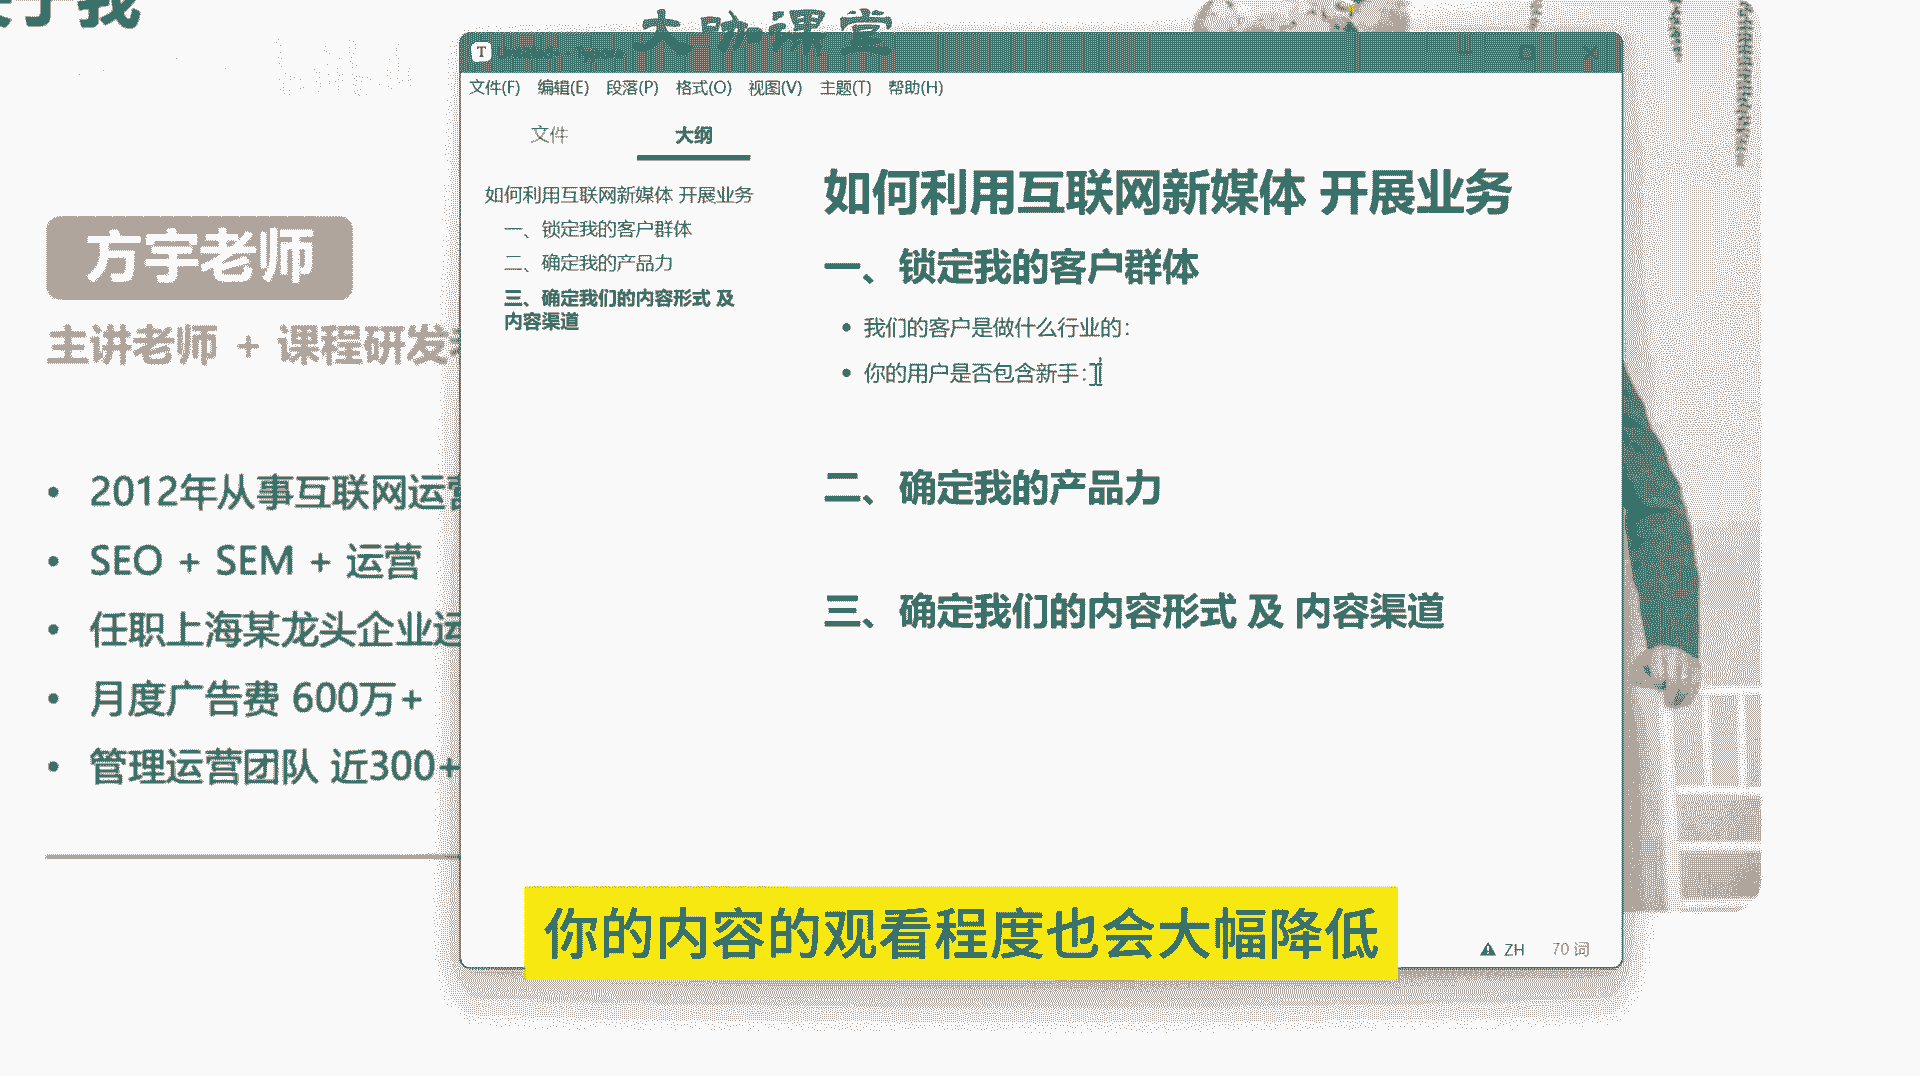 大咖课堂
方宇老师
主讲老师 + 课程研发
2012年从事互联网运营
SEO + SEM + 运营
任职上海某龙头企业运
月度广告费 600万+
管理运营团队 近300+
T
文件(F) 编辑(E) 段落(P) 格式(O) 视图(V) 主题(T) 帮助(H)
文件 大纲
如何利用互联网新媒体 开展业务
一、锁定我的客户群体
二、确定我的产品力
三、确定我们的内容形式 及
内容渠道
如何利用互联网新媒体 开展业务
一、锁定我的客户群体
我们的客户是做什么行业的：
你的用户是否包含新手：
二、确定我的产品力
三、确定我们的内容形式 及 内容渠道
ZH 70 词
你的内容的观看程度也会大幅降低